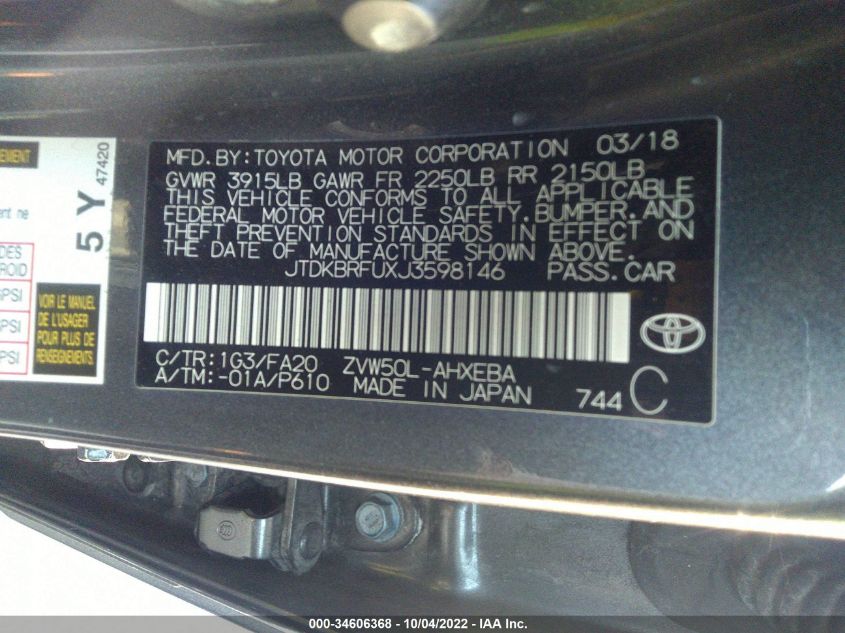 MFD. BY: TOYOTA MOTOR CORPORATION 03/18
GVWR 3915LB GAWR FR 2250LB RR 2150LB
THIS VEHICLE CONFORMS TO ALL APPLICABLE
FEDERAL MOTOR VEHICLE SAFETY, BUMPER, AND
THEFT PREVENTION STANDARDS IN EFFECT ON
THE DATE OF MANUFACTURE SHOWN ABOVE.
JTDKBRFUXJ3598146 PASS. CAR
C/TR: 1G3/FA20 ZVW50L-AHXEBA
A/TM: -01A/P610 MADE IN JAPAN
744 C
5 Y 47420
VOIR LE MANUEL
DE L'USAGER
POUR PLUS DE
RENSEIGNEMENTS
PSI
PSI
PSI
000-34606368 - 10/04/2022 - IAA Inc.